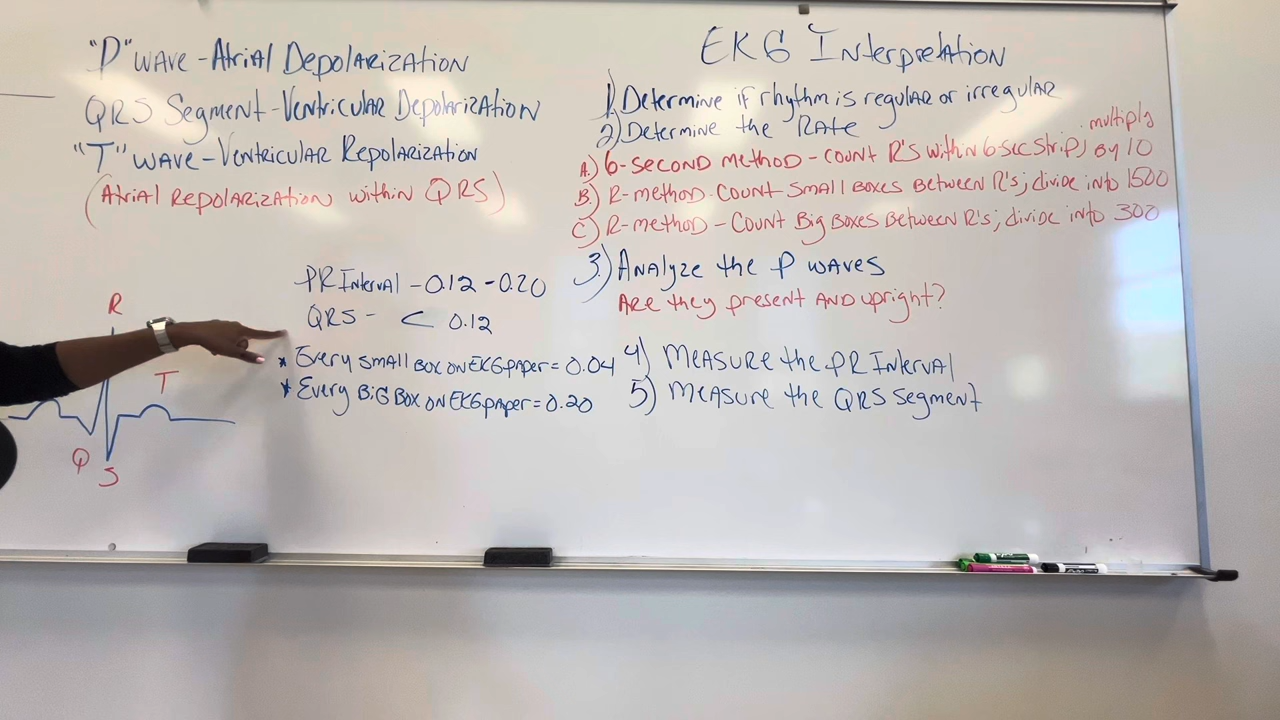 "P" wave - Atrial Depolarization
QRS Segment - Ventricular Depolarization
"T" wave - Ventricular Repolarization
(Atrial Repolarization within QRS)
PR Interval - 0.12 - 0.20
QRS - < 0.12
* Every small box on EKG paper = 0.04
* Every Big Box on EKG paper = 0.20
R
T
Q
S
EKG Interpretation
1) Determine if rhythm is regular or irregular
2) Determine the Rate
A.) 6-second method - count R's within 6-sec strip; multiply by 10
B.) R-method - Count small boxes Between R's; divide into 1500
C.) R-method - Count Big Boxes Between R's; divide into 300
3.) Analyze the P waves
Are they present AND upright?
4) Measure the PR Interval
5) Measure the QRS segment